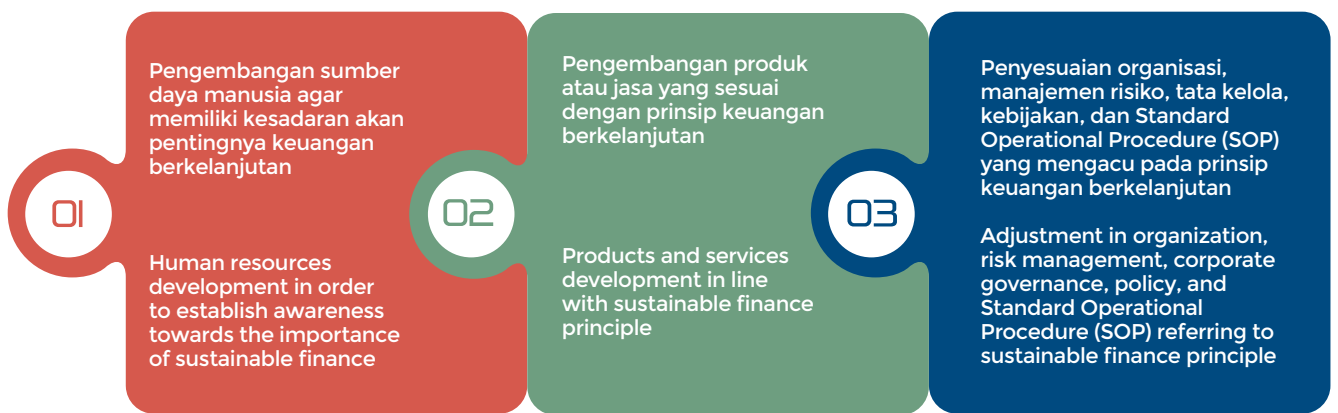 01
Pengembangan sumber
daya manusia agar
memiliki kesadaran akan
pentingnya keuangan
berkelanjutan
Human resources
development in order
to establish awareness
towards the importance
of sustainable finance
02
Pengembangan produk
atau jasa yang sesuai
dengan prinsip keuangan
berkelanjutan
Products and services
development in line
with sustainable finance
principle
03
Penyesuaian organisasi,
manajemen risiko, tata kelola,
kebijakan, dan Standard
Operational Procedure (SOP)
yang mengacu pada prinsip
keuangan berkelanjutan
Adjustment in organization,
risk management, corporate
governance, policy, and
Standard Operational
Procedure (SOP) referring to
sustainable finance principle